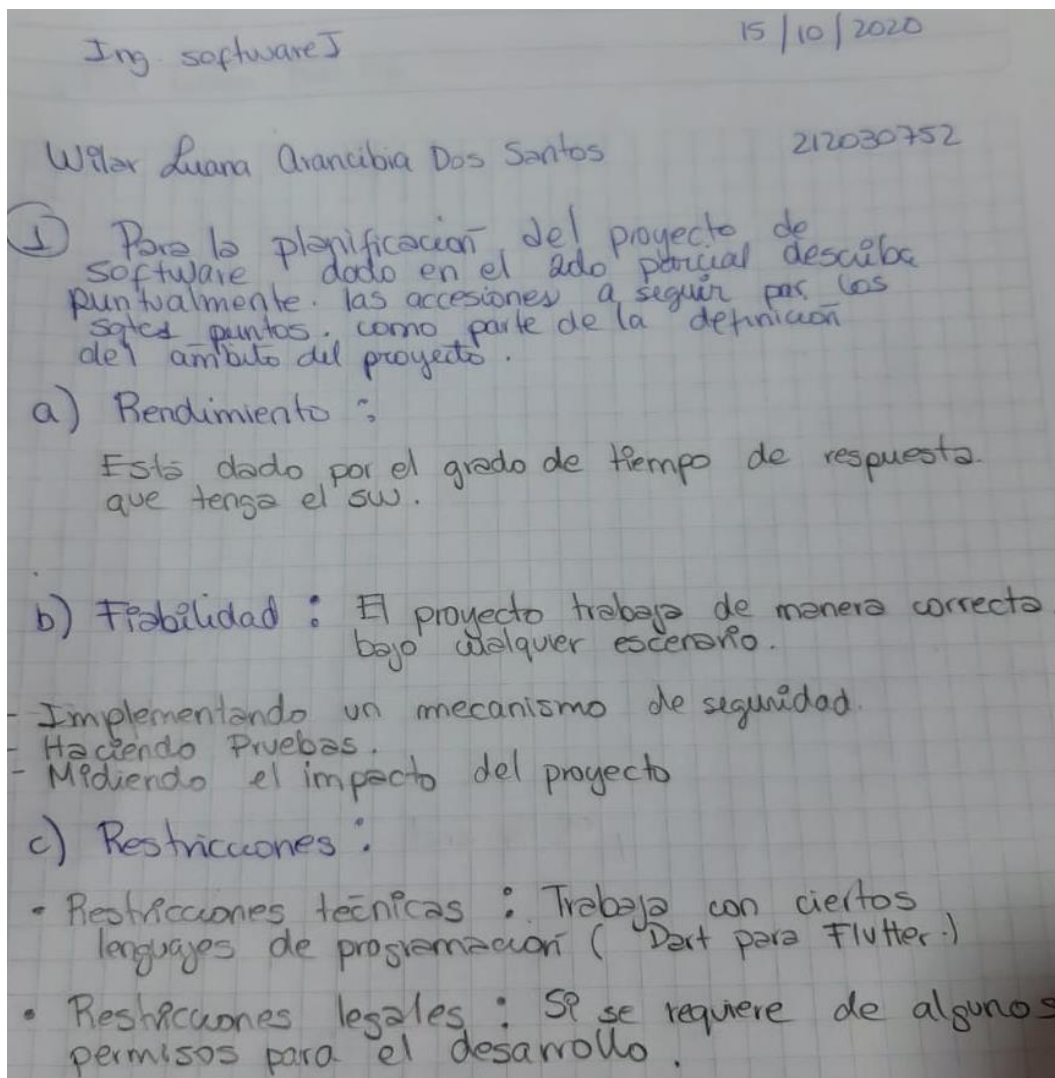 Ing. software I
15/10/2020
Wilar Luana Arancibia Dos Santos
212030752
① Para la planificación del proyecto de
software dado en el 2do parcial describa
puntualmente. las accesiones a seguir por los
sgtes puntos. como parte de la definicion
del ambito del proyecto.
a) Rendimiento :
Está dado por el grado de tiempo de respuesta.
que tenga el sw.
b) Fiabilidad : El proyecto trabaja de manera correcta
bajo cualquier escenario.
- Implementando un mecanismo de seguridad.
- Haciendo Pruebas.
- Midiendo el impacto del proyecto
c) Restricciones :
• Restricciones técnicas : Trabaja con ciertos
lenguajes de programación ( Dart para Flutter.)
• Restricciones legales : Si se requiere de algunos
permisos para el desarrollo.